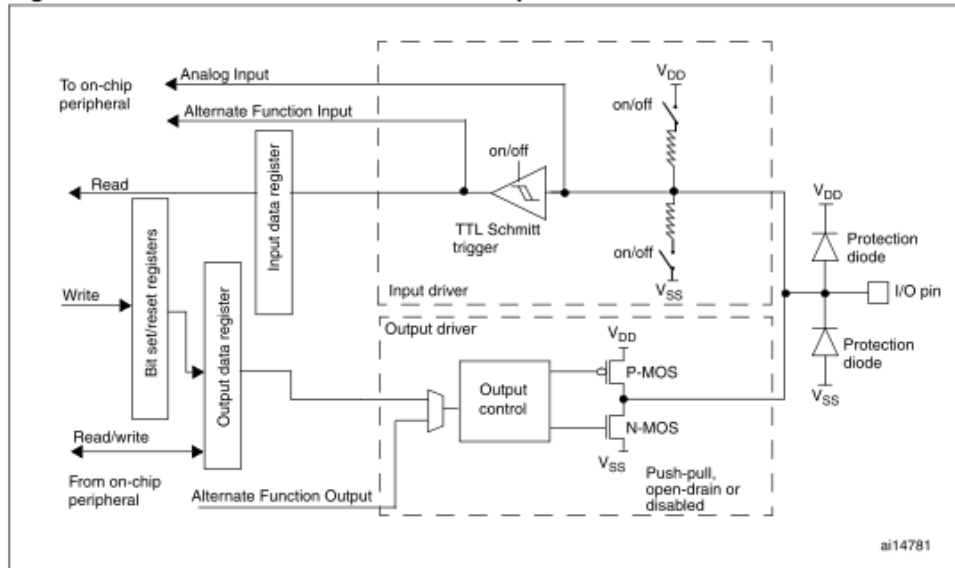 Analog Input
To on-chip
peripheral
Alternate Function Input
Read
Write
Bit set/reset registers
Input data register
Output data register
Read/write
From on-chip
peripheral
Alternate Function Output
on/off
TTL Schmitt
trigger
VDD
on/off
on/off
VSS
Input driver
Output driver
Output
control
VDD
P-MOS
N-MOS
VSS
Push-pull,
open-drain or
disabled
VDD
Protection
diode
I/O pin
Protection
diode
VSS
ai14781